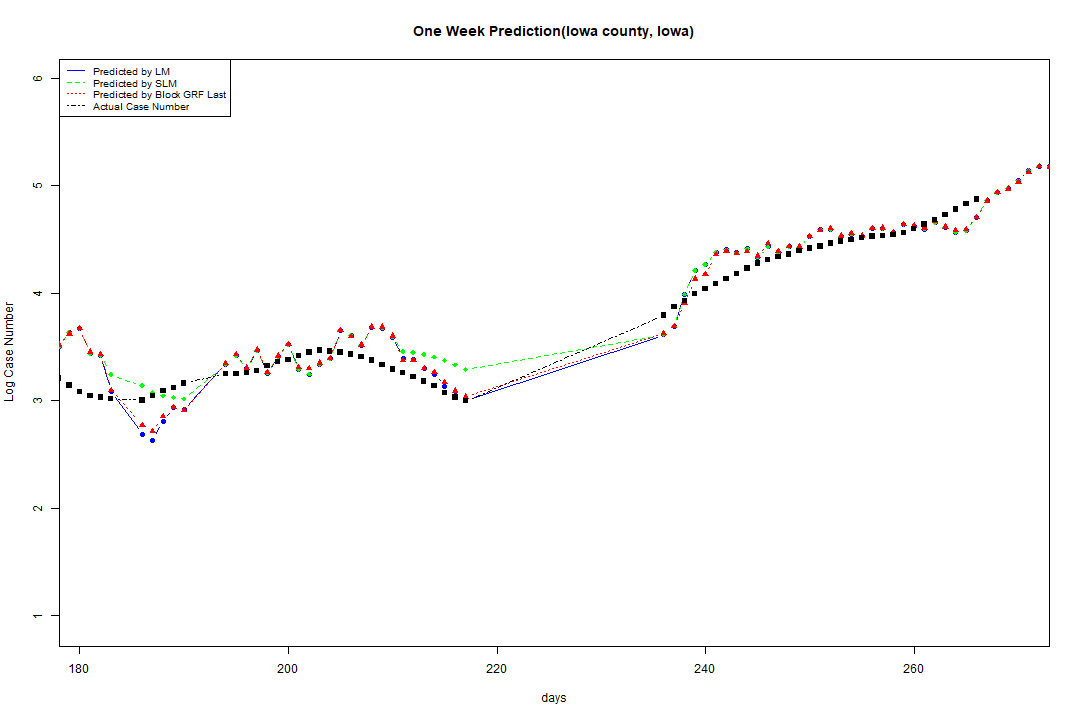 One Week Prediction(Iowa county, Iowa)
Predicted by LM
Predicted by SLM
Predicted by Block GRF Last
Actual Case Number
6
5
4
3
2
1
Log Case Number
180 200 220 240 260
days